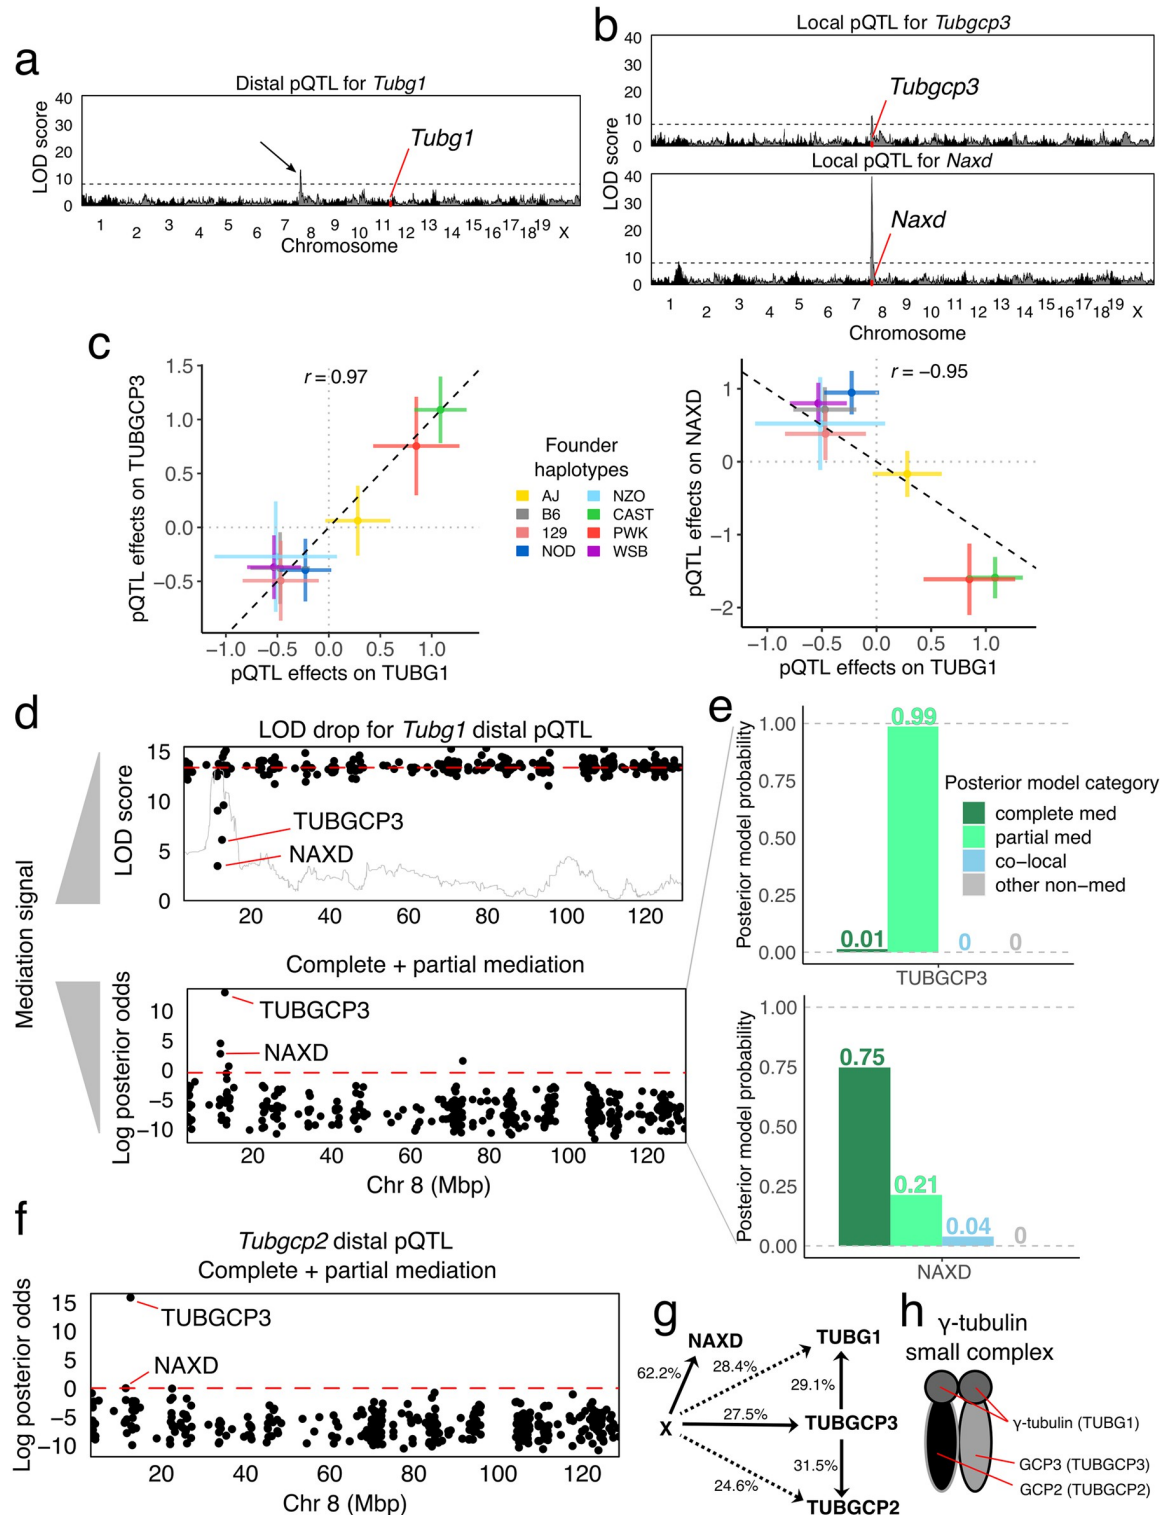 a
Distal pQTL for Tubg1
LOD score
40
30
20
10
0
Tubg1
1 2 3 4 5 6 7 8 9 10 11 12 13 14 15 16 17 18 19 X
Chromosome
b
Local pQTL for Tubgcp3
LOD score
40
30
20
10
0
Tubgcp3
Local pQTL for Naxd
40
30
20
10
0
Naxd
1 2 3 4 5 6 7 8 9 10 11 12 13 14 15 16 17 18 19 X
Chromosome
c
pQTL effects on TUBGCP3
1.5
1.0
0.5
0.0
−0.5
r = 0.97
−1.0 −0.5 0.0 0.5 1.0
pQTL effects on TUBG1
Founder
haplotypes
AJ NZO
B6 CAST
129 PWK
NOD WSB
pQTL effects on NAXD
1
0
−1
−2
r = −0.95
−1.0 −0.5 0.0 0.5 1.0
pQTL effects on TUBG1
d
Mediation signal
LOD drop for Tubg1 distal pQTL
LOD score
15
10
5
0
TUBGCP3
NAXD
20 40 60 80 100 120
Complete + partial mediation
Log posterior odds
10
5
0
−5
−10
TUBGCP3
NAXD
20 40 60 80 100 120
Chr 8 (Mbp)
e
Posterior model probability
1.00
0.75
0.50
0.25
0.00
0.99
0.01
0
0
TUBGCP3
Posterior model category
complete med
partial med
co−local
other non−med
Posterior model probability
1.00
0.75
0.50
0.25
0.00
0.75
0.21
0.04
0
NAXD
f
Tubgcp2 distal pQTL
Complete + partial mediation
Log posterior odds
15
10
5
0
−5
−10
TUBGCP3
NAXD
20 40 60 80 100 120
Chr 8 (Mbp)
g
NAXD
TUBG1
62.2%
28.4%
29.1%
X
27.5%
TUBGCP3
31.5%
24.6%
TUBGCP2
h
γ-tubulin
small complex
γ-tubulin (TUBG1)
GCP3 (TUBGCP3)
GCP2 (TUBGCP2)